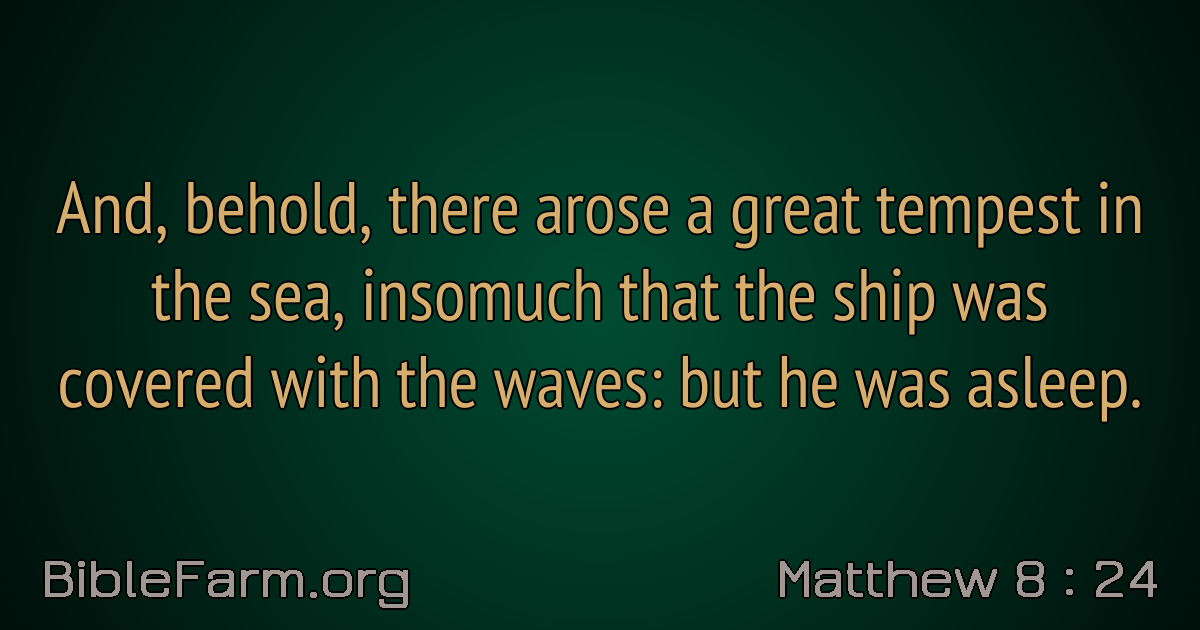 And, behold, there arose a great tempest in
the sea, insomuch that the ship was
covered with the waves: but he was asleep.
BibleFarm.org
Matthew 8 : 24